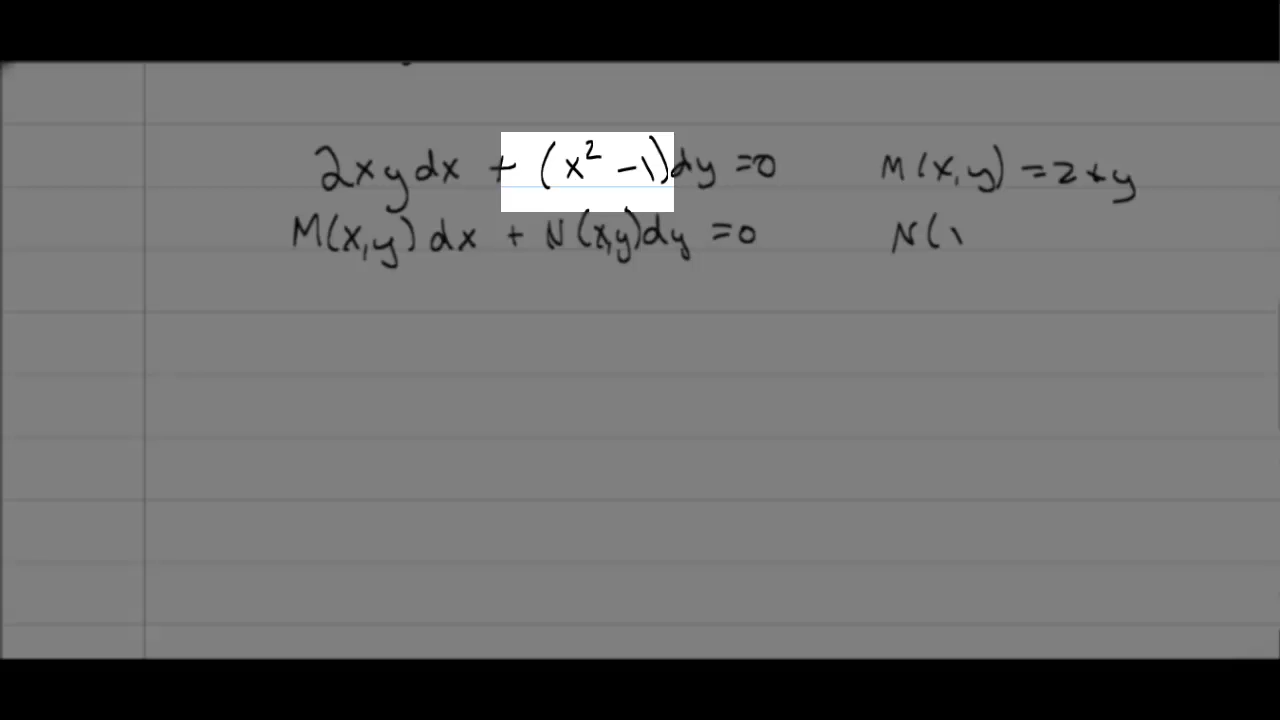 2xy dx + (x² - 1) dy = 0 M(x,y) = 2xy
M(x,y) dx + N(x,y) dy = 0 N(